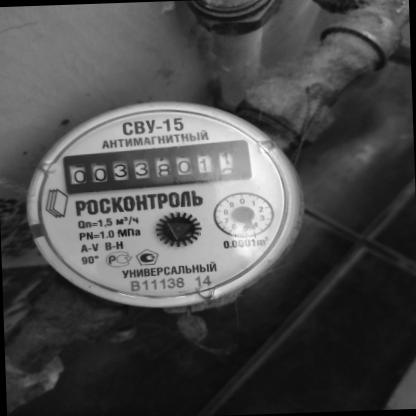 СВУ-15
АНТИМАГНИТНЫЙ
0033801
РОСКОНТРОЛЬ
Qn=1,5 м³/ч
PN=1.0 МПа
A-V B-H
90°
0.0001м³
УНИВЕРСАЛЬНЫЙ
B11138 14